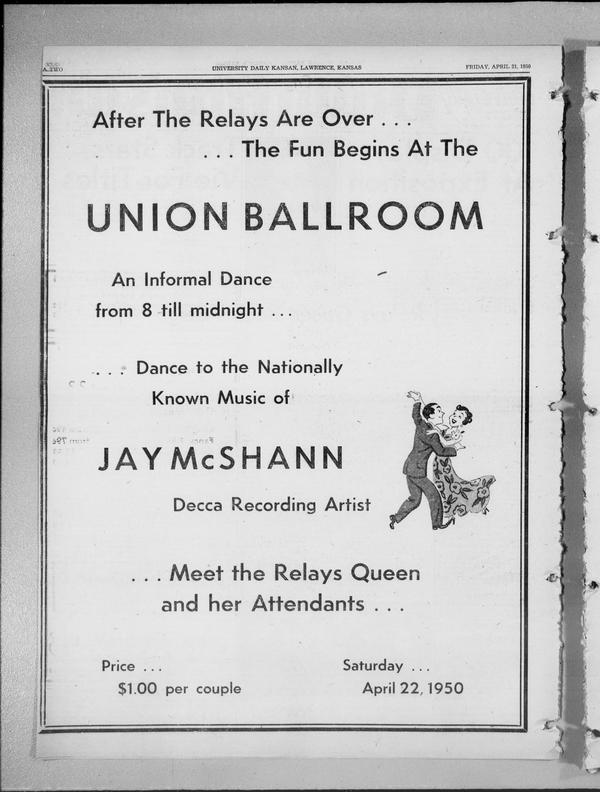 UNIVERSITY DAILY KANSAN, LAWRENCE, KANSAS
FRIDAY, APRIL 21, 1950
After The Relays Are Over . . .
. . . The Fun Begins At The
UNION BALLROOM
An Informal Dance
from 8 till midnight . . .
. . . Dance to the Nationally
Known Music of
JAY McSHANN
Decca Recording Artist
. . . Meet the Relays Queen
and her Attendants . . .
Price . . .
$1.00 per couple
Saturday . . .
April 22, 1950